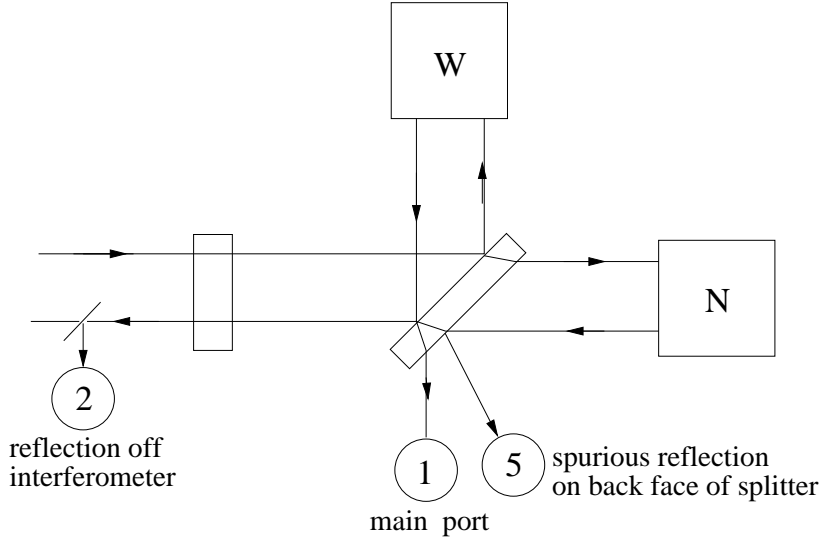 W
N
2
reflection off
interferometer
1
main port
5
spurious reflection
on back face of splitter